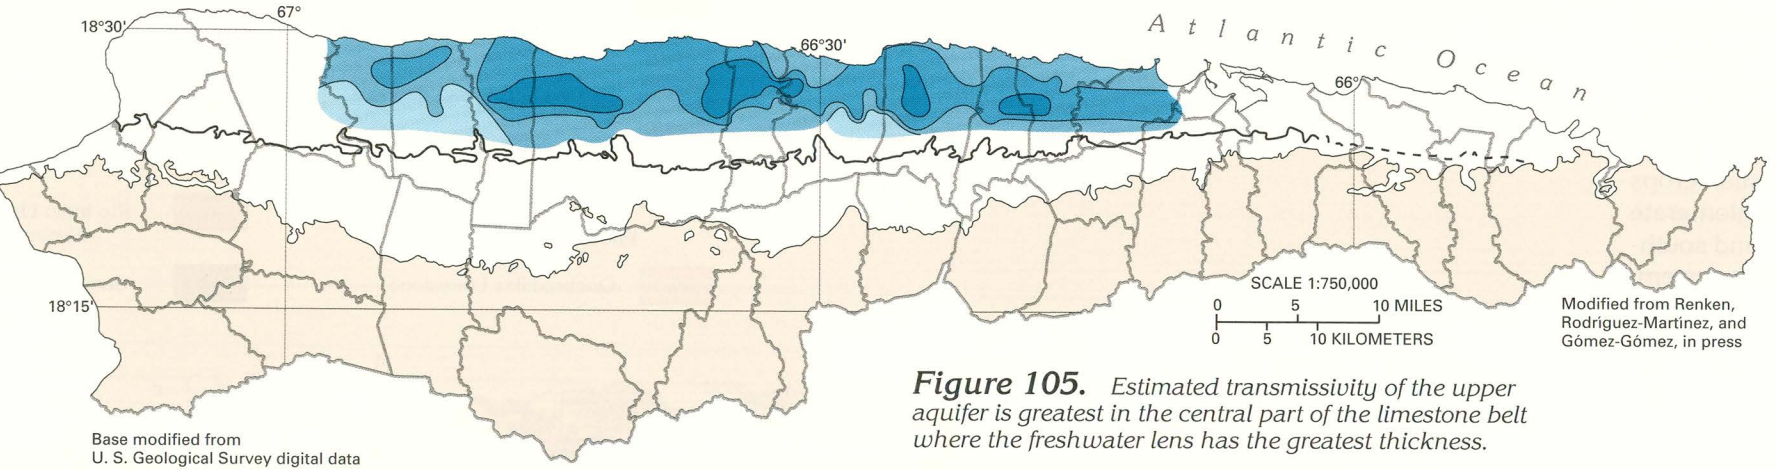 Atlantic Ocean
67°
18°30'
66°30'
66°
18°15'
SCALE 1:750,000
0 5 10 MILES
0 5 10 KILOMETERS
Modified from Renken,
Rodríguez-Martínez, and
Gómez-Gómez, in press
Figure 105. Estimated transmissivity of the upper
aquifer is greatest in the central part of the limestone belt
where the freshwater lens has the greatest thickness.
Base modified from
U. S. Geological Survey digital data